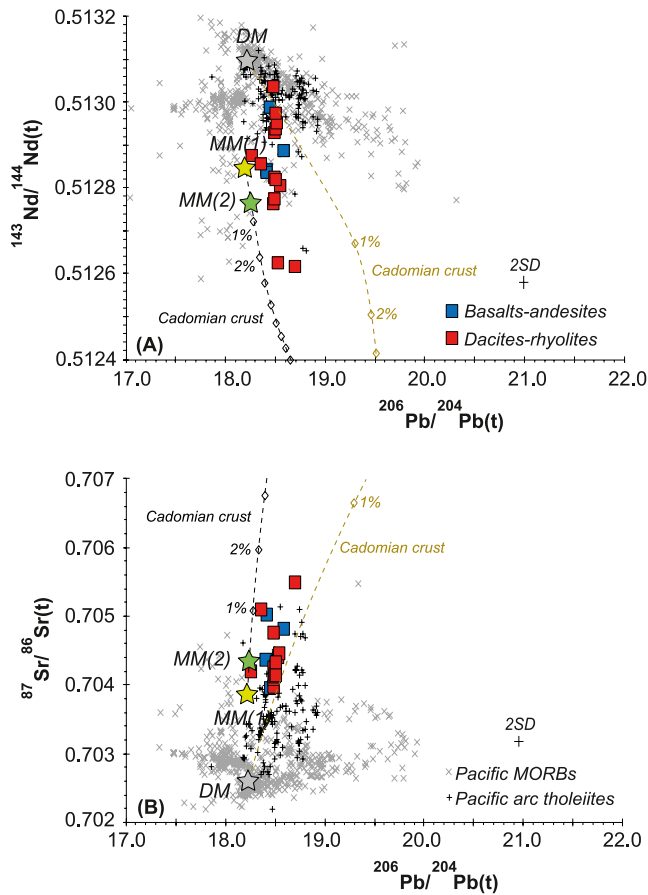 0.5132
DM
0.5130
MM(1)
0.5128
MM(2)
1%
1%
2SD
2%
Cadomian crust
0.5126
143Nd/144Nd(t)
Basalts-andesites
Cadomian crust
2%
Dacites-rhyolites
(A)
0.5124
17.0 18.0 19.0 20.0 21.0 22.0
206Pb/204Pb(t)
0.707
1%
Cadomian crust
0.706
2%
Cadomian crust
1%
0.705
MM(2)
0.704
87Sr/86Sr(t)
MM(1)
2SD
0.703
Pacific MORBs
DM
Pacific arc tholeiites
(B)
0.702
17.0 18.0 19.0 20.0 21.0 22.0
206Pb/204Pb(t)